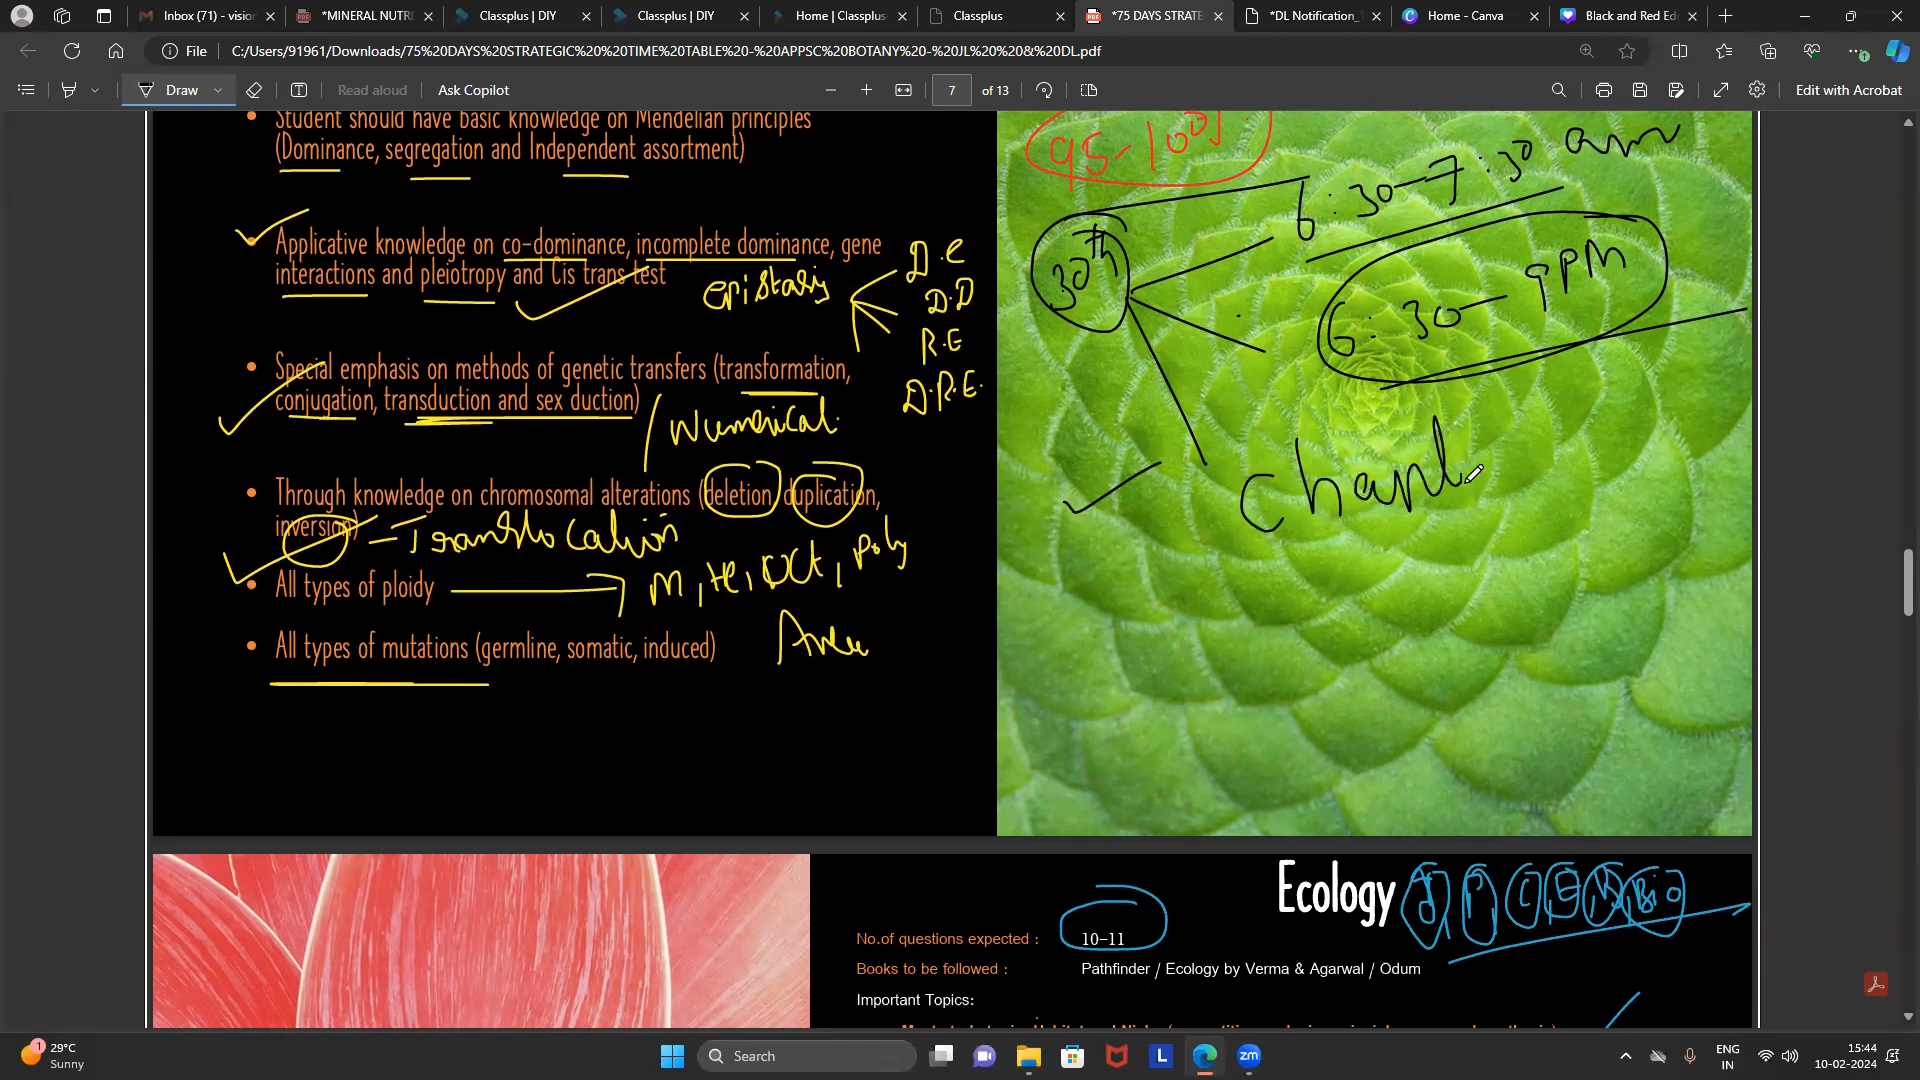 Inbox (71) - vision
*MINERAL NUTRI
Classplus | DIY
Classplus | DIY
Home | Classplus
Classplus
*75 DAYS STRATE
*DL Notification_
Home - Canva
Black and Red Ed
File
C:/Users/91961/Downloads/75%20DAYS%20STRATEGIC%20%20TIME%20TABLE%20-%20APPSC%20BOTANY%20-%20JL%20%20&%20DL.pdf
Draw
Read aloud
Ask Copilot
7 of 13
Edit with Acrobat
Student should have basic knowledge on Mendelian principles
(Dominance, segregation and Independent assortment)
Applicative knowledge on co-dominance, incomplete dominance, gene
interactions and pleiotropy and Cis trans test
epistasis
D.E
D.D
R.E
D.R.E.
Special emphasis on methods of genetic transfers (transformation,
conjugation, transduction and sex duction)
Numerical
Through knowledge on chromosomal alterations (deletion, duplication,
inversion)
- Translocation
All types of ploidy
M, He, Oct, Poly
All types of mutations (germline, somatic, induced)
95-100%
30th
6:30-7:30 am
6:30-9PM
Ecology
No.of questions expected : 10-11
Books to be followed : Pathfinder / Ecology by Verma & Agarwal / Odum
Important Topics:
29°C
Sunny
Search
ENG
IN
15:44
10-02-2024